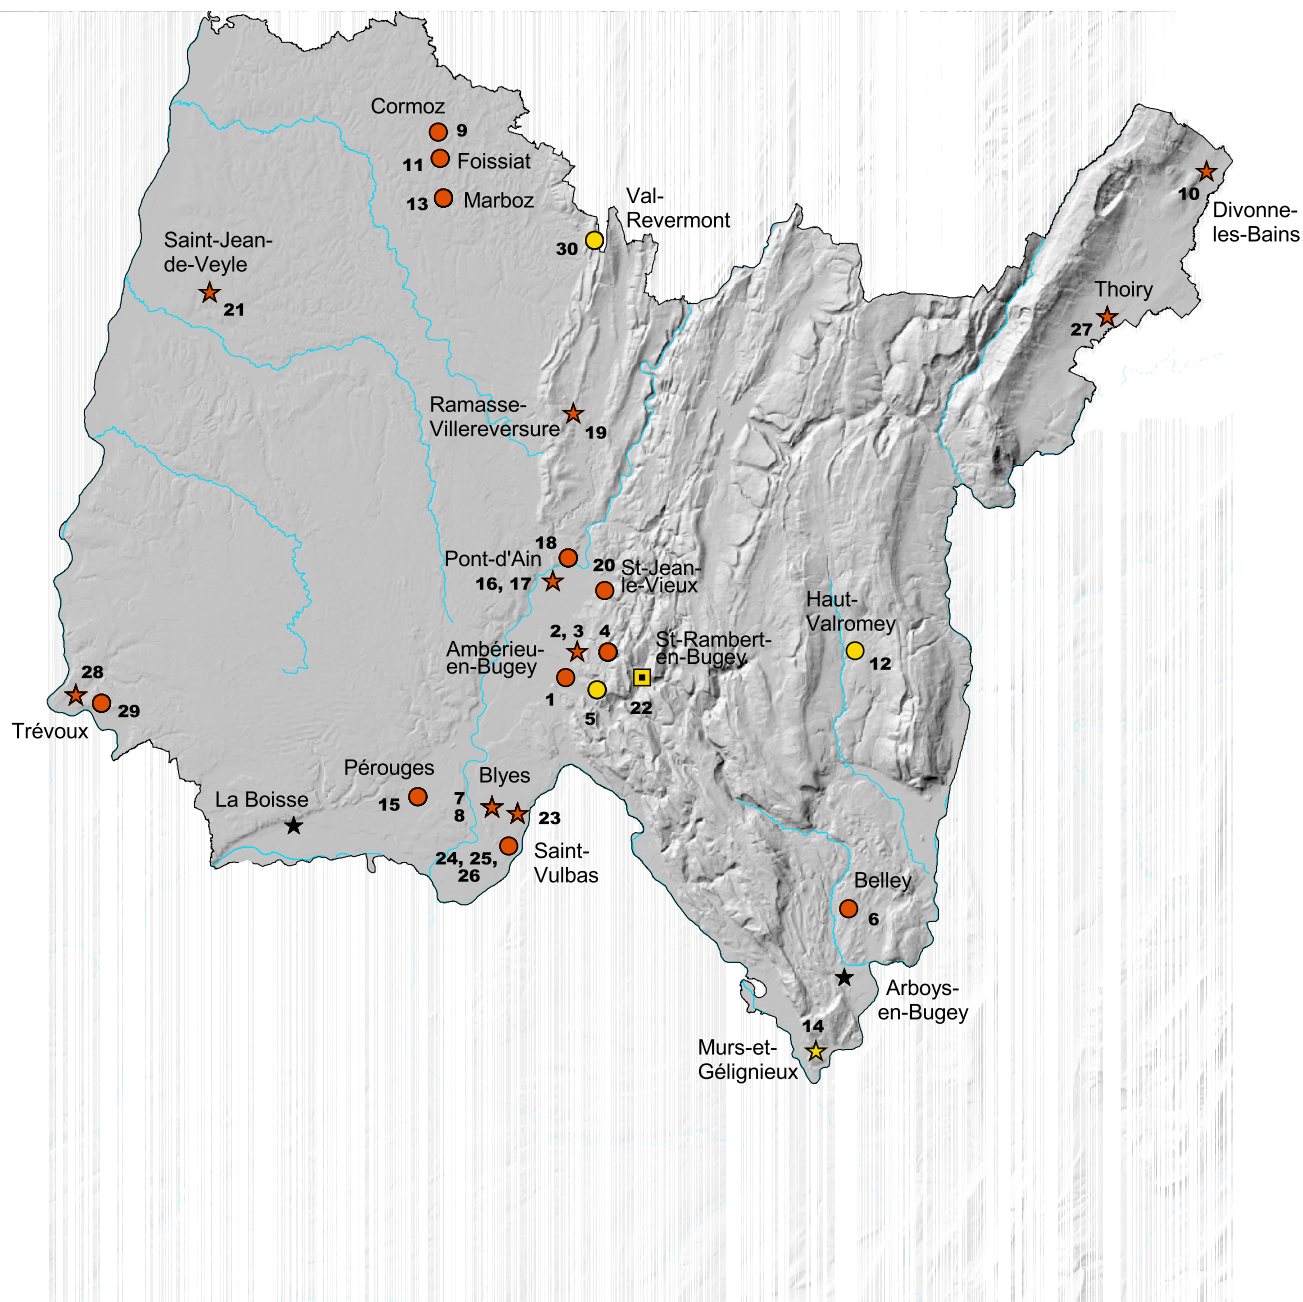 Cormoz
9
11
Foissiat
13
Marboz
10
Divonne-
les-Bains
Val-
Revermont
30
Saint-Jean-
de-Veyle
21
Thoiry
27
Ramasse-
Villereversure
19
18
Pont-d'Ain
16, 17
20
St-Jean-
le-Vieux
Haut-
Valromey
12
2, 3
4
Ambérieu-
en-Bugey
St-Rambert-
en-Bugey
1
5
22
28
29
Trévoux
Pérouges
15
La Boisse
Blyes
7
8
23
24, 25,
26
Saint-
Vulbas
Belley
6
Arboys-
en-Bugey
14
Murs-et-
Gélignieux